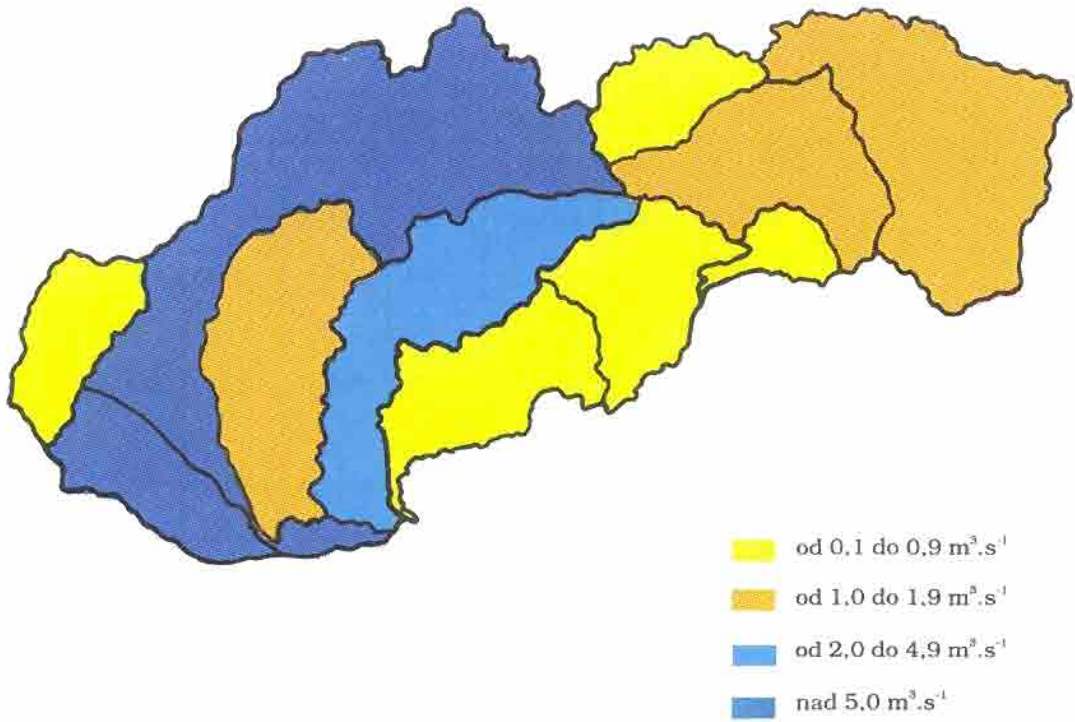 od 0,1 do 0,9 m³.s⁻¹
od 1,0 do 1,9 m³.s⁻¹
od 2,0 do 4,9 m³.s⁻¹
nad 5,0 m³.s⁻¹